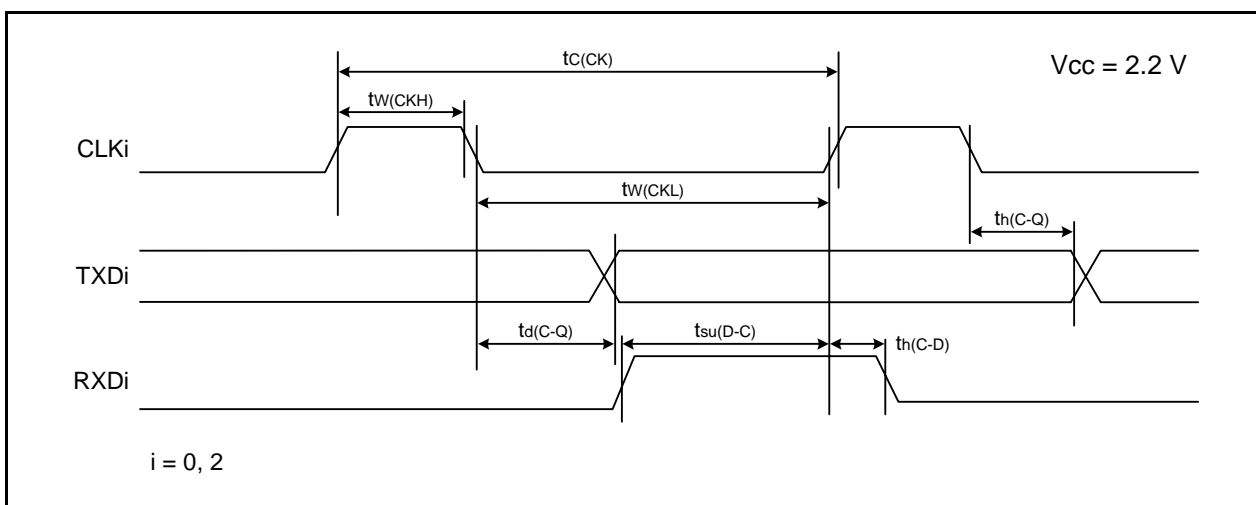 tC(CK)
Vcc = 2.2 V
tW(CKH)
CLKi
tW(CKL)
th(C-Q)
TXDi
td(C-Q)
tsu(D-C)
th(C-D)
RXDi
i = 0, 2